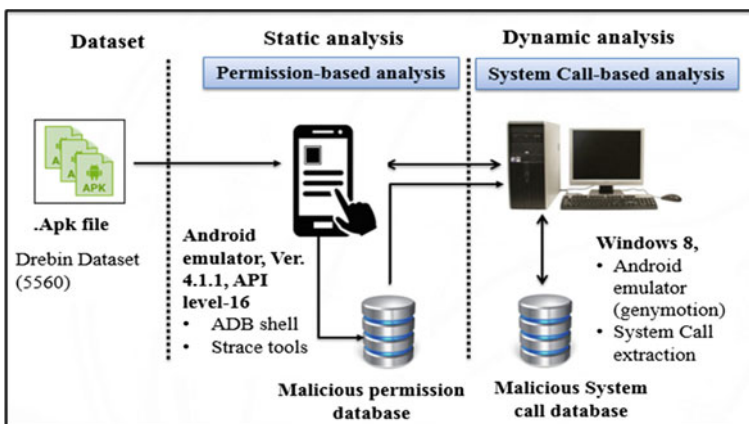 Dataset
Static analysis
Dynamic analysis
Permission-based analysis
System Call-based analysis
APK
.Apk file
Drebin Dataset
(5560)
Android
emulator, Ver.
4.1.1, API
level-16
• ADB shell
• Strace tools
Malicious permission
database
Windows 8,
• Android
emulator
(genymotion)
• System Call
extraction
Malicious System
call database